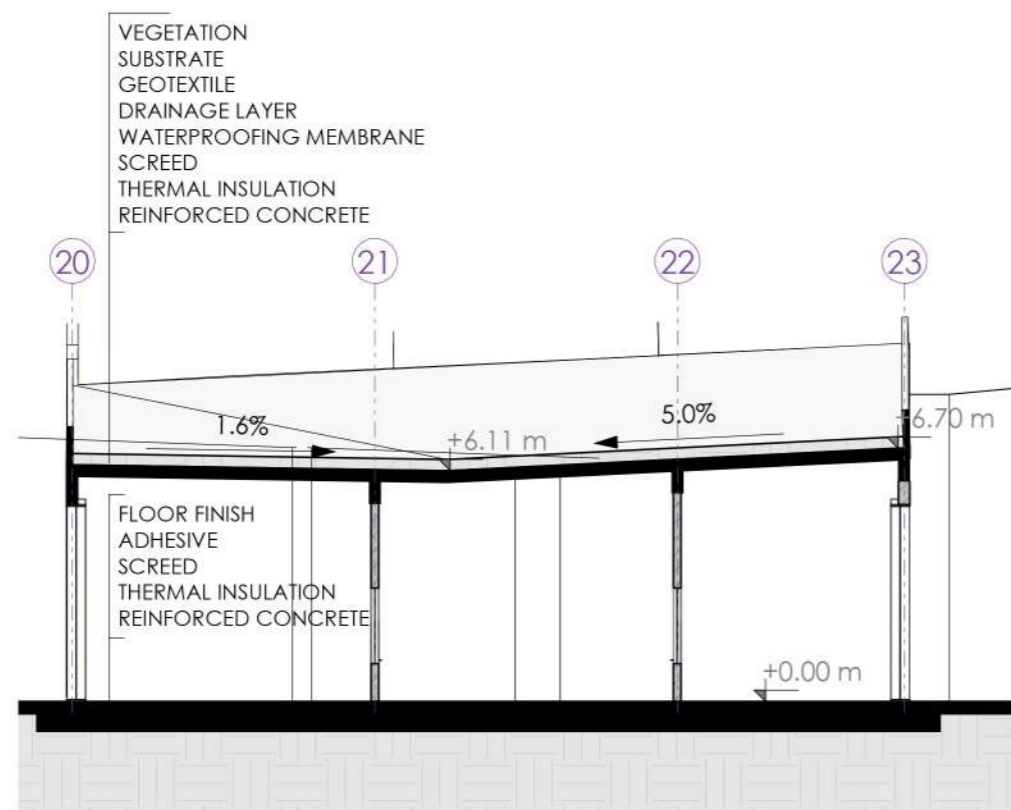 VEGETATION
SUBSTRATE
GEOTEXTILE
DRAINAGE LAYER
WATERPROOFING MEMBRANE
SCREED
THERMAL INSULATION
REINFORCED CONCRETE
20 21 22 23
1.6% 5.0%
+6.11 m +6.70 m
FLOOR FINISH
ADHESIVE
SCREED
THERMAL INSULATION
REINFORCED CONCRETE
+0.00 m